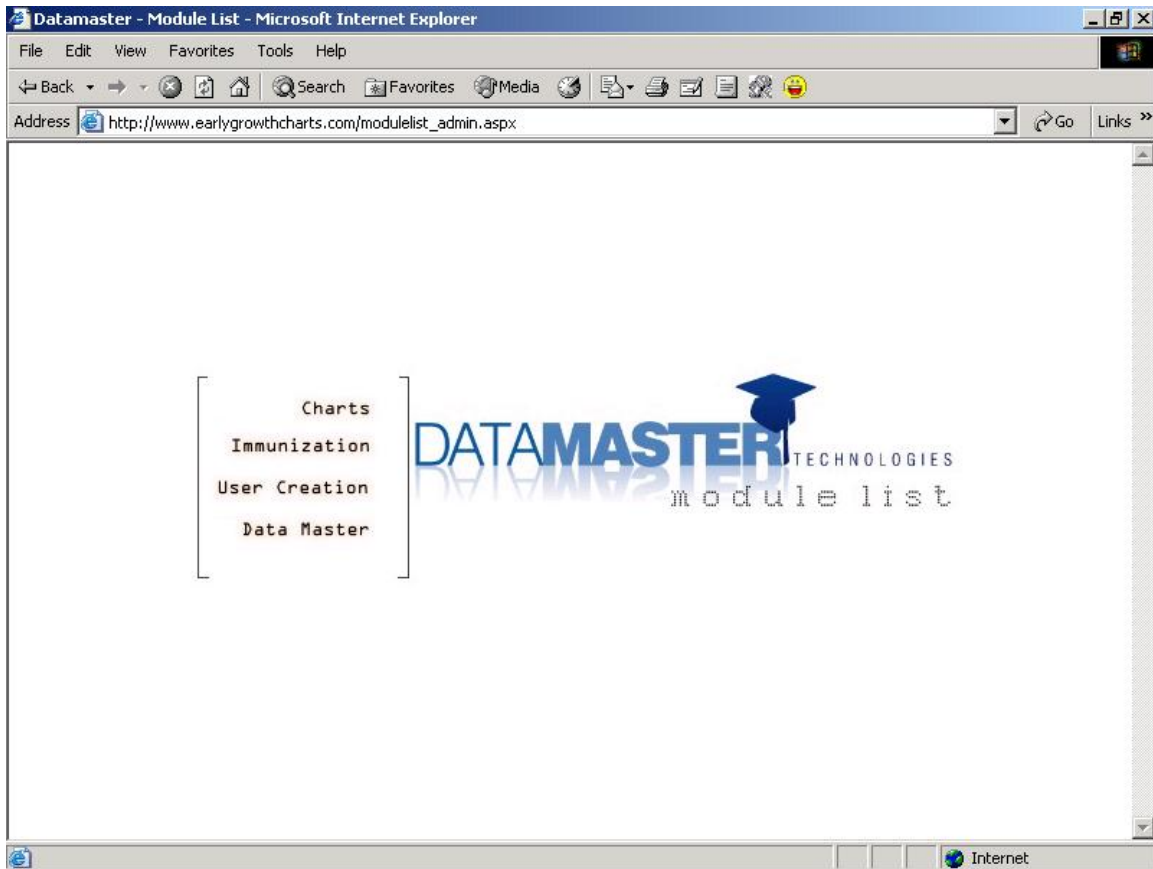 Datamaster - Module List - Microsoft Internet Explorer
File Edit View Favorites Tools Help
Back Search Favorites Media
Address http://www.earlygrowthcharts.com/modulelist_admin.aspx Go Links »
Charts
Immunization
User Creation
Data Master
DATAMASTER TECHNOLOGIES
module list
Internet